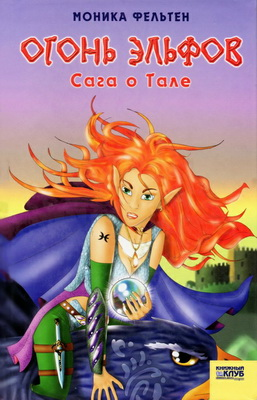 МОНИКА ФЕЛЬТЕН
ОГОНЬ ЭЛЬФОВ
Сага о Тале
КНИЖНЫЙ
КЛУБ